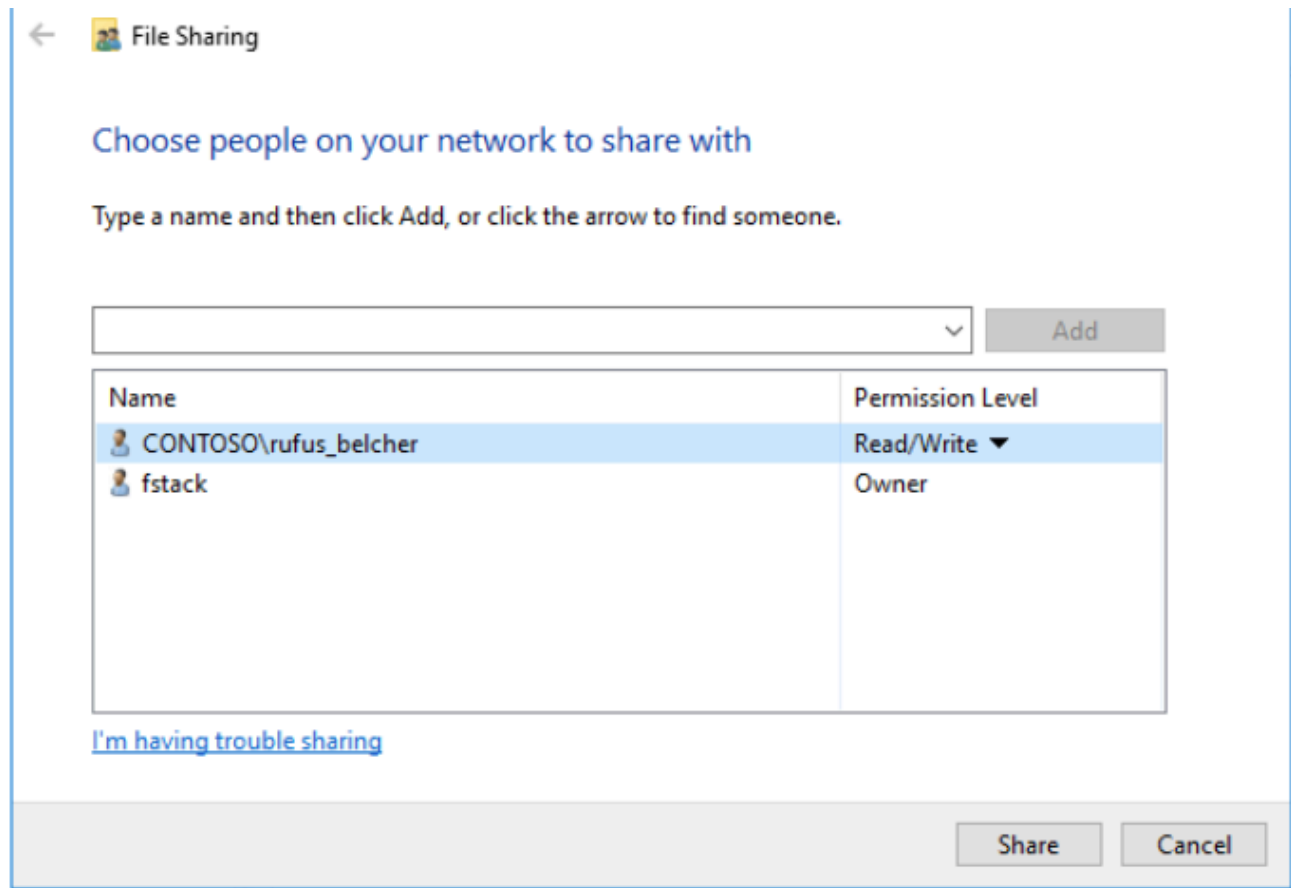 File Sharing
Choose people on your network to share with
Type a name and then click Add, or click the arrow to find someone.
Add
Name Permission Level
CONTOSO\rufus_belcher Read/Write
fstack Owner
I'm having trouble sharing
Share Cancel